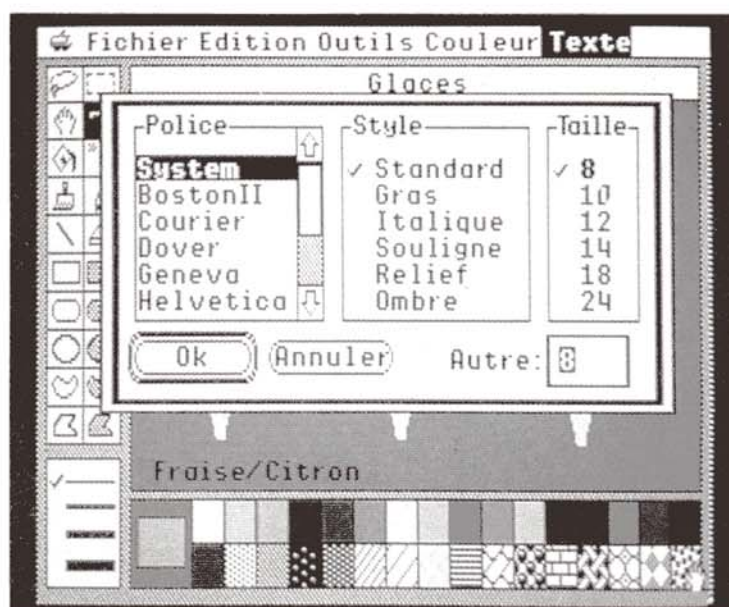 Fichier Edition Outils Couleur Texte
Glaces
Police
System
BostonII
Courier
Dover
Geneva
Helvetica
Style
✓ Standard
Gras
Italique
Souligne
Relief
Ombre
Taille
✓ 8
10
12
14
18
24
Ok
Annuler
Autre: 8
Fraise/Citron